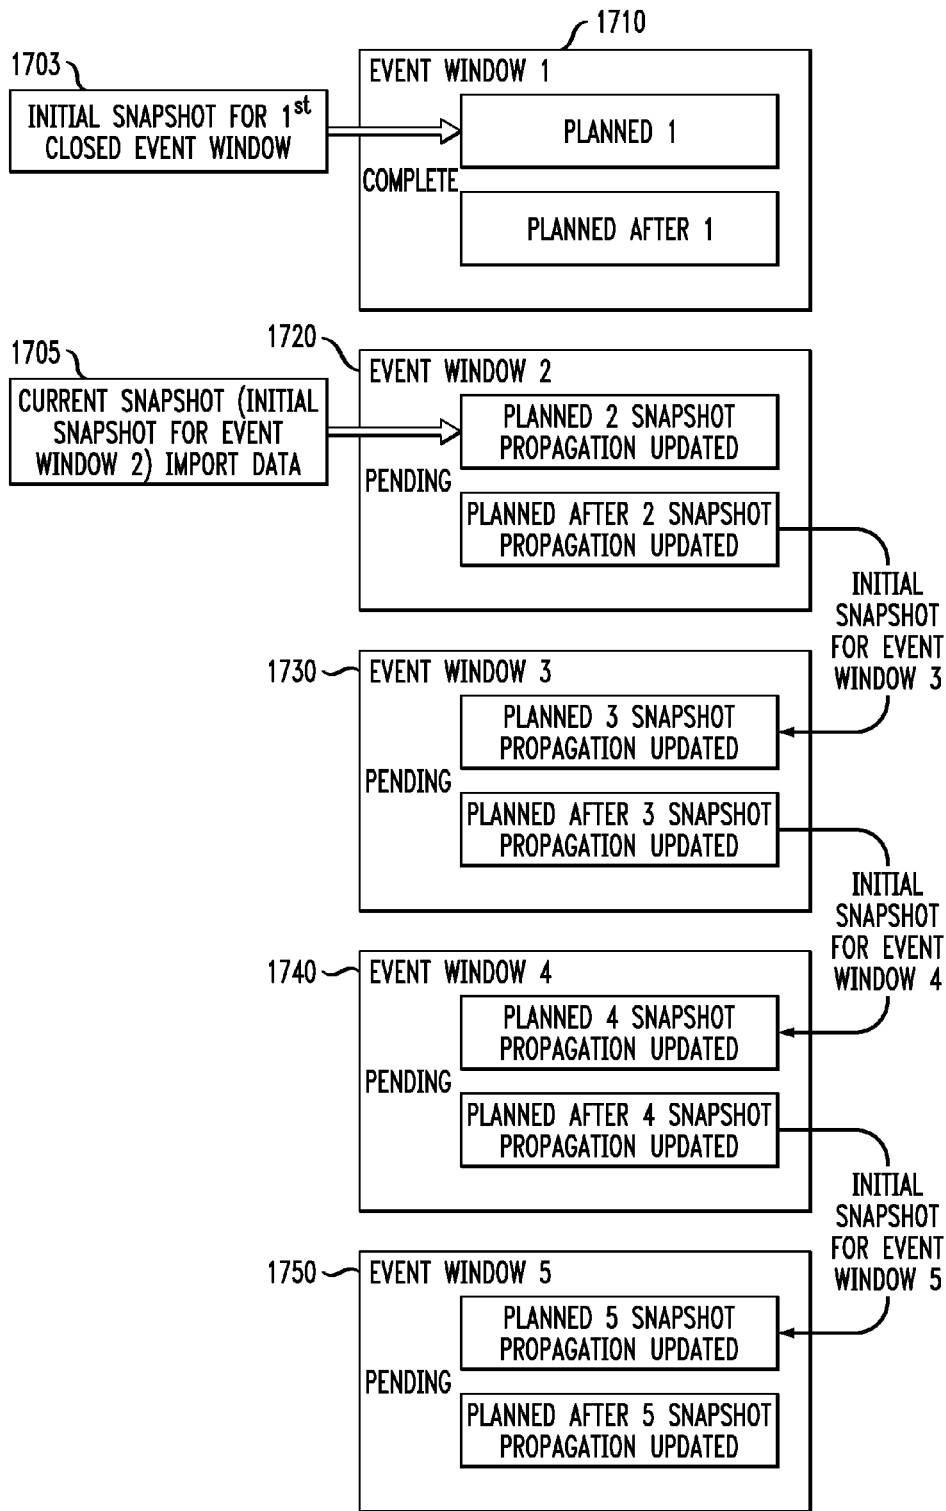 1710
1703
EVENT WINDOW 1
INITIAL SNAPSHOT FOR 1st
CLOSED EVENT WINDOW
PLANNED 1
COMPLETE
PLANNED AFTER 1
1720
1705
EVENT WINDOW 2
CURRENT SNAPSHOT (INITIAL
SNAPSHOT FOR EVENT
WINDOW 2) IMPORT DATA
PLANNED 2 SNAPSHOT
PROPAGATION UPDATED
PENDING
PLANNED AFTER 2 SNAPSHOT
PROPAGATION UPDATED
INITIAL
SNAPSHOT
FOR EVENT
WINDOW 3
1730
EVENT WINDOW 3
PLANNED 3 SNAPSHOT
PROPAGATION UPDATED
PENDING
PLANNED AFTER 3 SNAPSHOT
PROPAGATION UPDATED
INITIAL
SNAPSHOT
FOR EVENT
WINDOW 4
1740
EVENT WINDOW 4
PLANNED 4 SNAPSHOT
PROPAGATION UPDATED
PENDING
PLANNED AFTER 4 SNAPSHOT
PROPAGATION UPDATED
INITIAL
SNAPSHOT
FOR EVENT
WINDOW 5
1750
EVENT WINDOW 5
PLANNED 5 SNAPSHOT
PROPAGATION UPDATED
PENDING
PLANNED AFTER 5 SNAPSHOT
PROPAGATION UPDATED